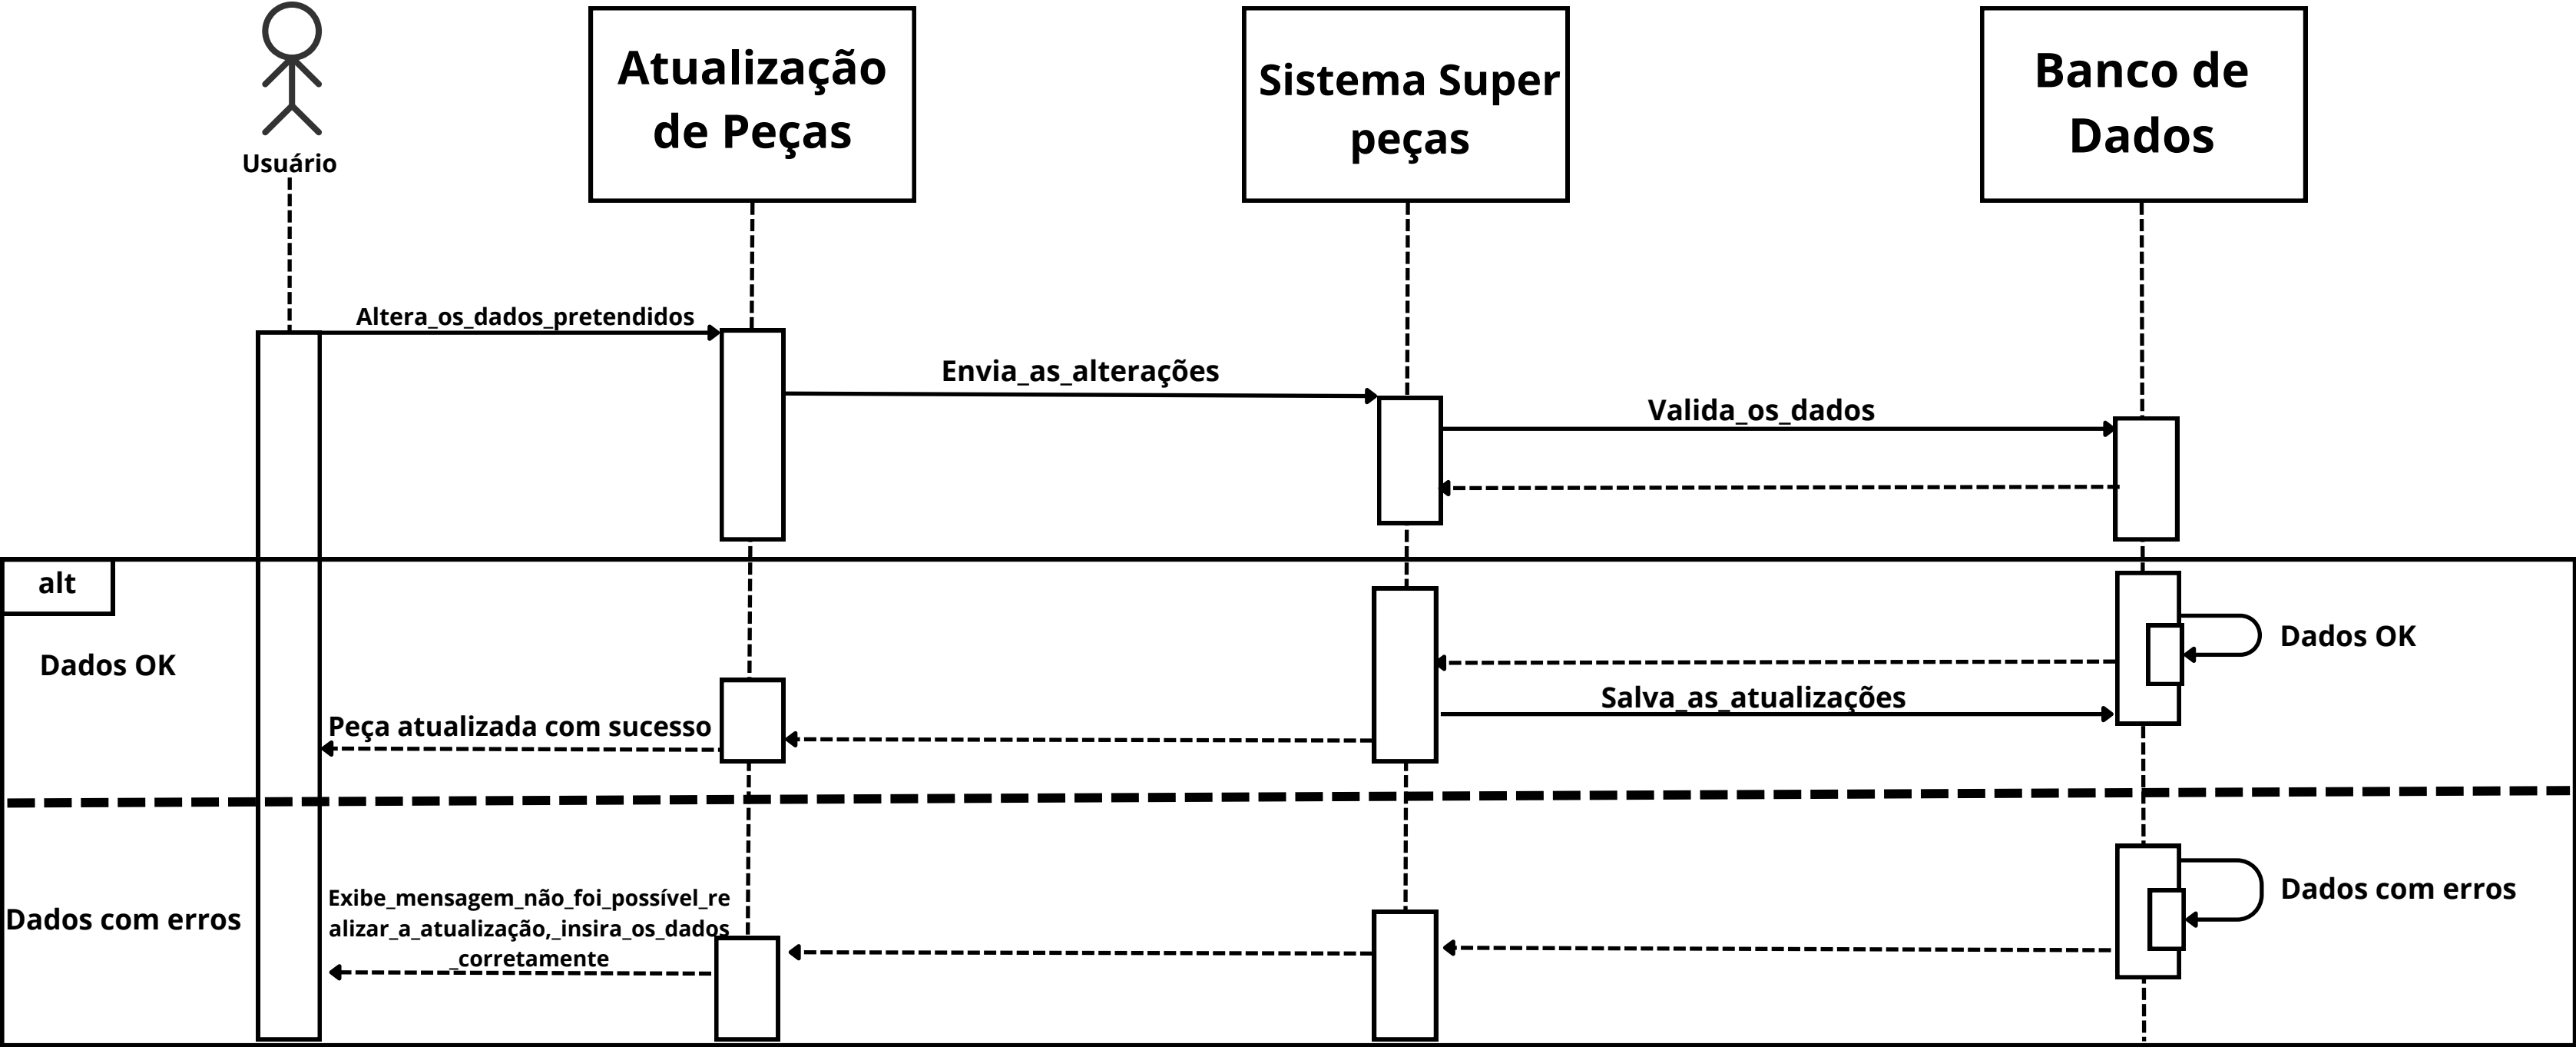 Usuário
Atualização
de Peças
Sistema Super
peças
Banco de
Dados
Altera_os_dados_pretendidos
Envia_as_alterações
Valida_os_dados
alt
Dados OK
Dados OK
Salva_as_atualizações
Peça atualizada com sucesso
Dados com erros
Exibe_mensagem_não_foi_possível_re
alizar_a_atualização,_insira_os_dados
_corretamente
Dados com erros